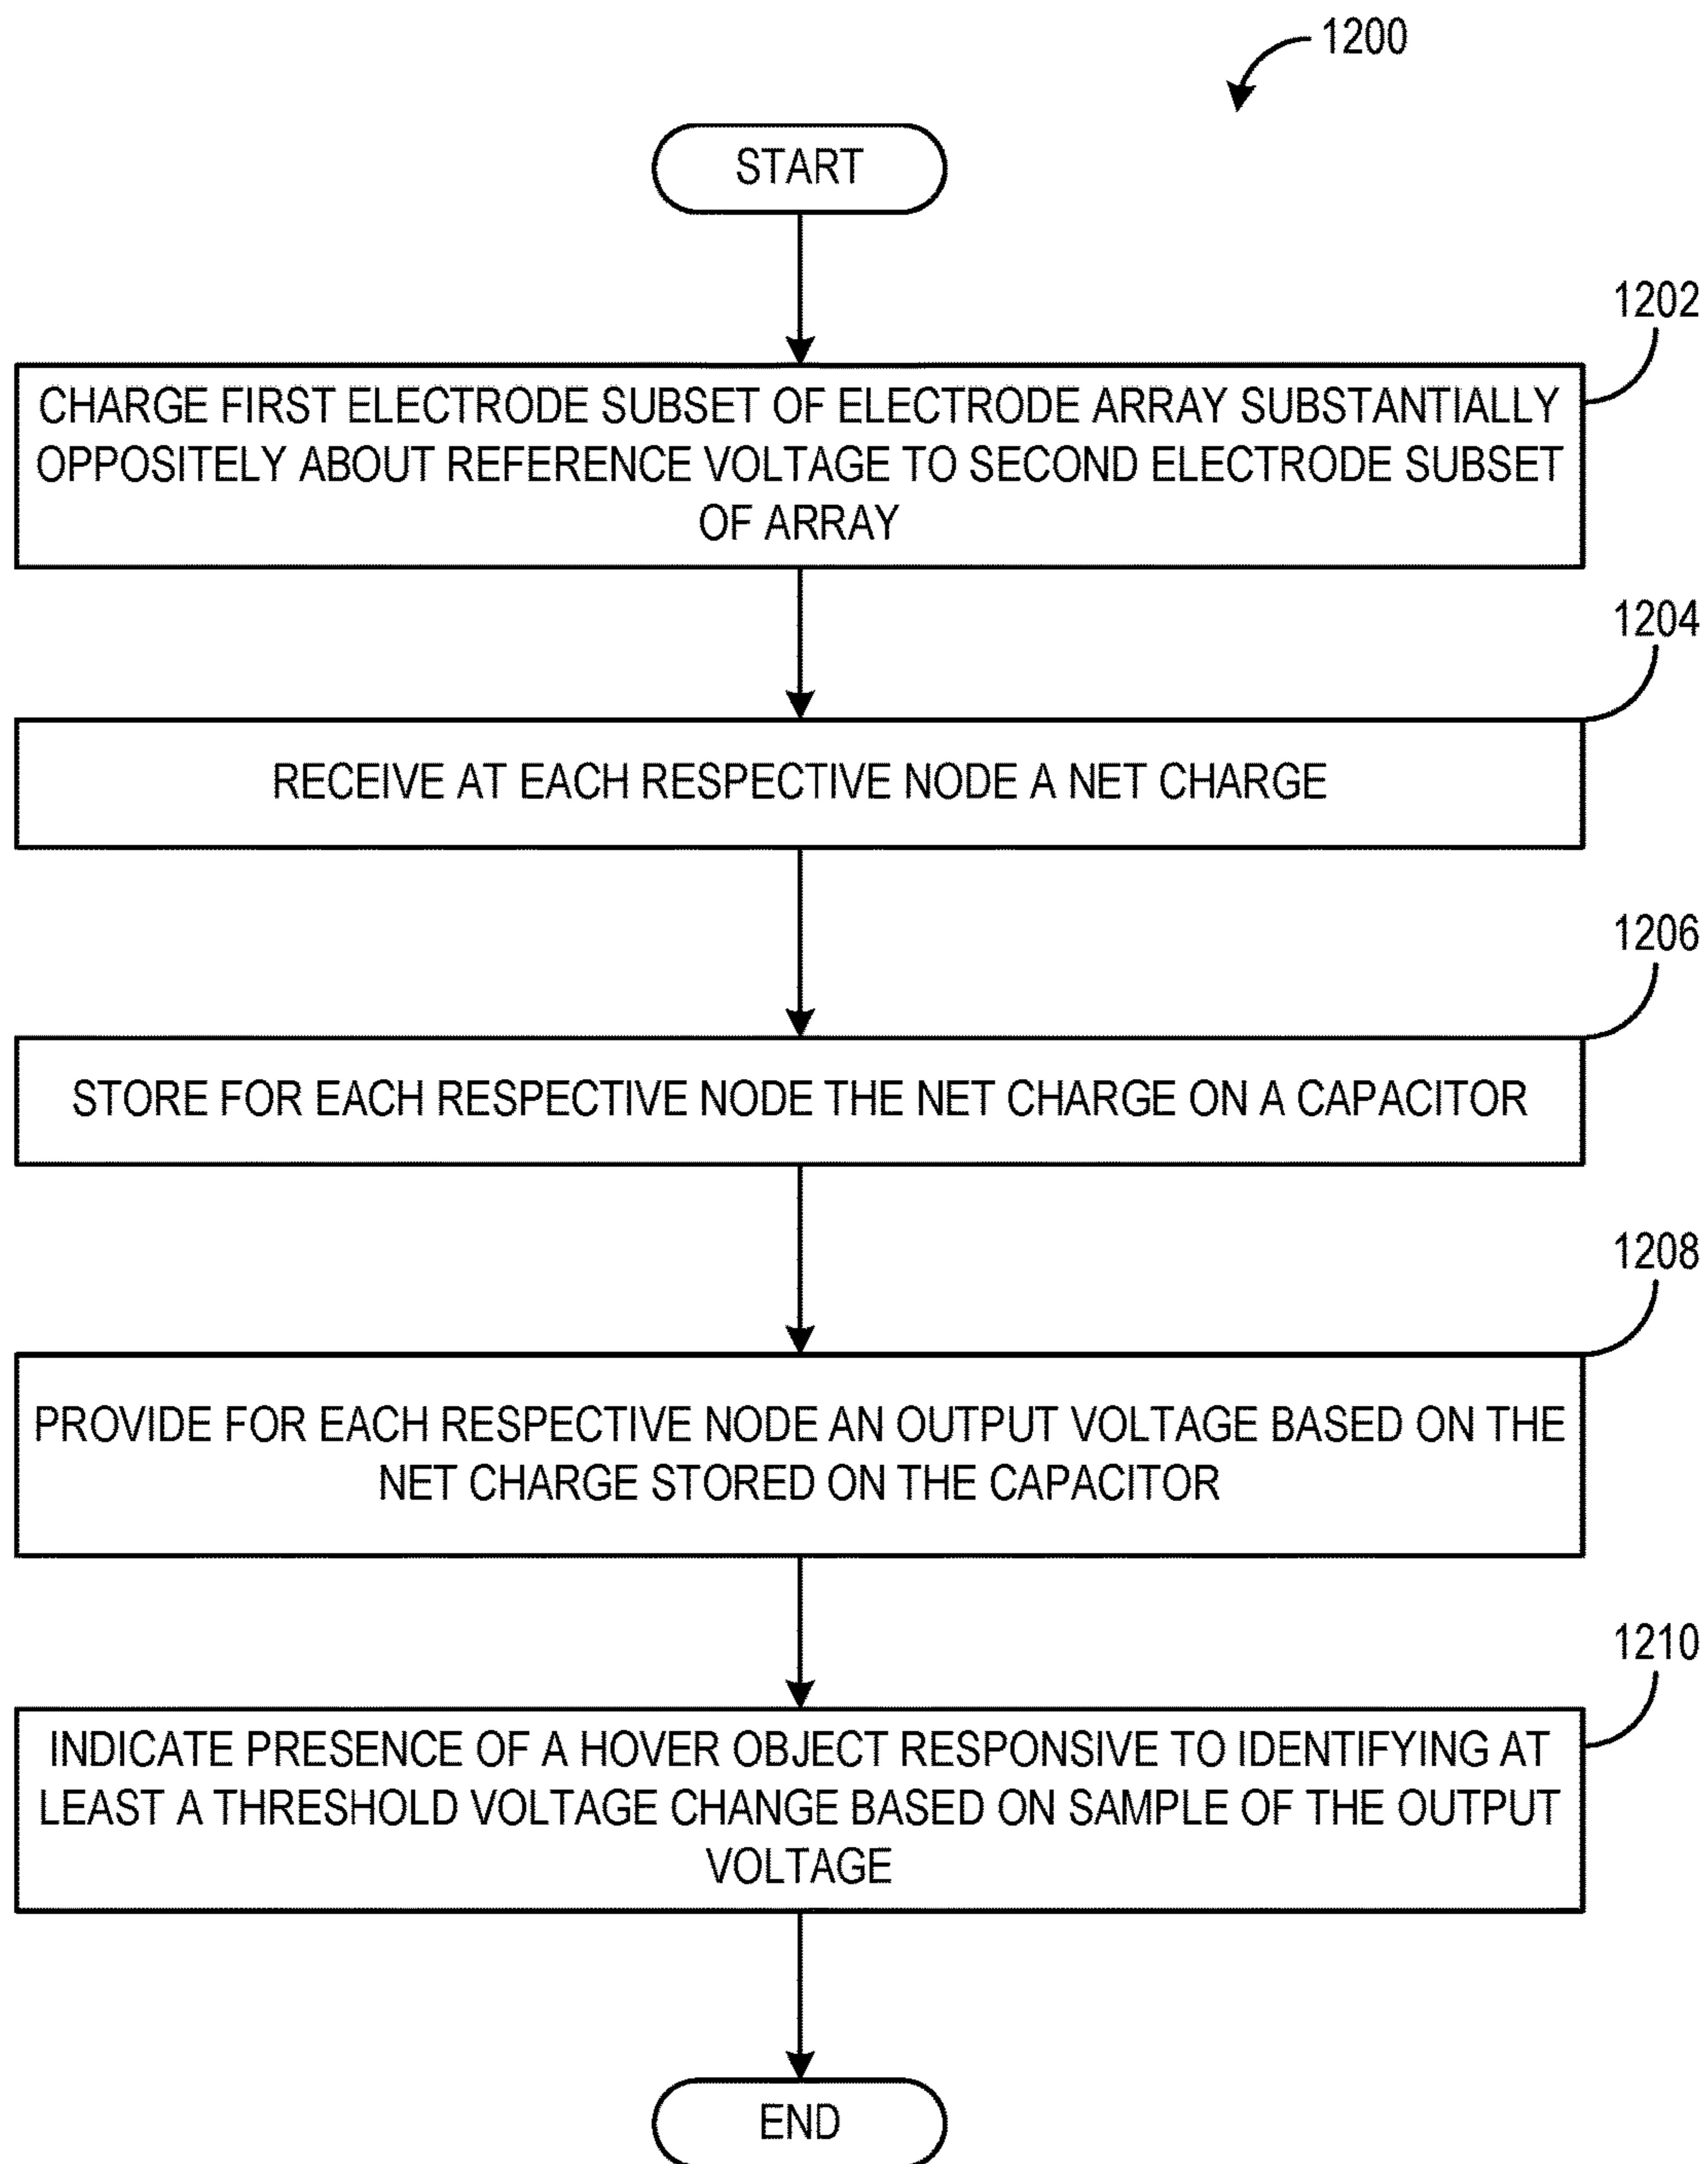 1200
START
1202
CHARGE FIRST ELECTRODE SUBSET OF ELECTRODE ARRAY SUBSTANTIALLY
OPPOSITELY ABOUT REFERENCE VOLTAGE TO SECOND ELECTRODE SUBSET
OF ARRAY
1204
RECEIVE AT EACH RESPECTIVE NODE A NET CHARGE
1206
STORE FOR EACH RESPECTIVE NODE THE NET CHARGE ON A CAPACITOR
1208
PROVIDE FOR EACH RESPECTIVE NODE AN OUTPUT VOLTAGE BASED ON THE
NET CHARGE STORED ON THE CAPACITOR
1210
INDICATE PRESENCE OF A HOVER OBJECT RESPONSIVE TO IDENTIFYING AT
LEAST A THRESHOLD VOLTAGE CHANGE BASED ON SAMPLE OF THE OUTPUT
VOLTAGE
END